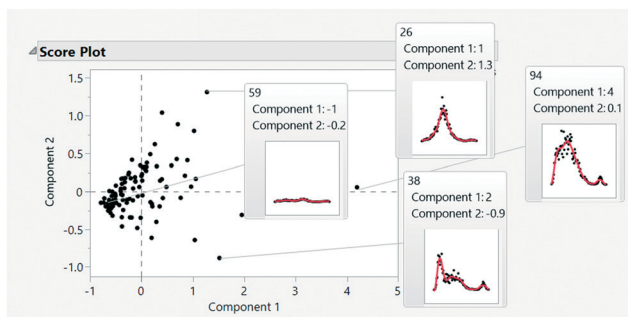 Score Plot
26
Component 1: 1
Component 2: 1.3
59
Component 1: -1
Component 2: -0.2
94
Component 1: 4
Component 2: 0.1
38
Component 1: 2
Component 2: -0.9
Component 2
1.5
1.0
0.5
0
-0.5
-1.0
-1
0
1
2
3
4
5
Component 1